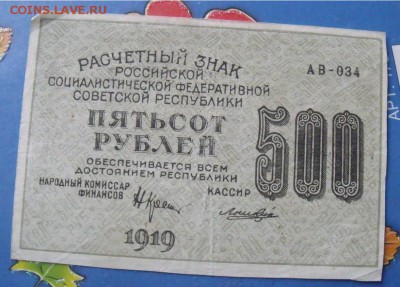 COINS.LAVE.RU
РАСЧЕТНЫЙ ЗНАК
РОССИЙСКОЙ
СОЦИАЛИСТИЧЕСКОЙ ФЕДЕРАТИВНОЙ
СОВЕТСКОЙ РЕСПУБЛИКИ
АВ-034
ПЯТЬСОТ
РУБЛЕЙ
500
ОБЕСПЕЧИВАЕТСЯ ВСЕМ
ДОСТОЯНИЕМ РЕСПУБЛИКИ
НАРОДНЫЙ КОМИССАР
ФИНАНСОВ
КАССИР
1919
АРТ.